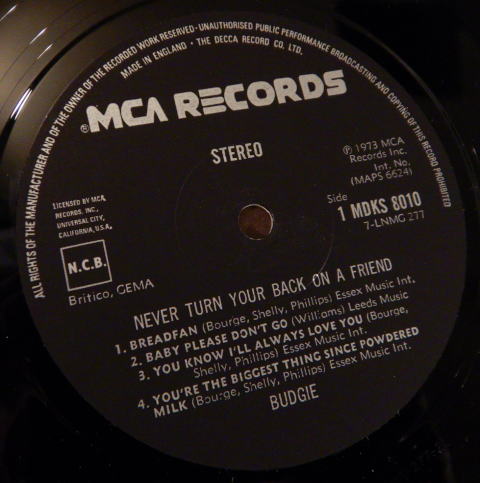 ALL RIGHTS OF THE MANUFACTURER AND OF THE OWNER OF THE RECORDED WORK RESERVED-UNAUTHORISED PUBLIC PERFORMANCE BROADCASTING AND COPYING OF THIS RECORD PROHIBITED
MADE IN ENGLAND · THE DECCA RECORD CO, LTD.
® MCA RECORDS
STEREO
℗ 1973 MCA
Records Inc.
Int. No.
(MAPS 6624)
LICENSED BY MCA
RECORDS, INC.,
UNIVERSAL CITY,
CALIFORNIA, U.S.A.
Side
1 MDKS 8010
7-LNMG 277
N.C.B.
Britico, GEMA
NEVER TURN YOUR BACK ON A FRIEND
1. BREADFAN (Bourge, Shelly, Phillips) Essex Music Int.
2. BABY PLEASE DON'T GO (Williams) Leeds Music
3. YOU KNOW I'LL ALWAYS LOVE YOU (Bourge,
Shelly, Phillips) Essex Music Int.
4. YOU'RE THE BIGGEST THING SINCE POWDERED
MILK (Bourge, Shelly, Phillips) Essex Music Int.
BUDGIE